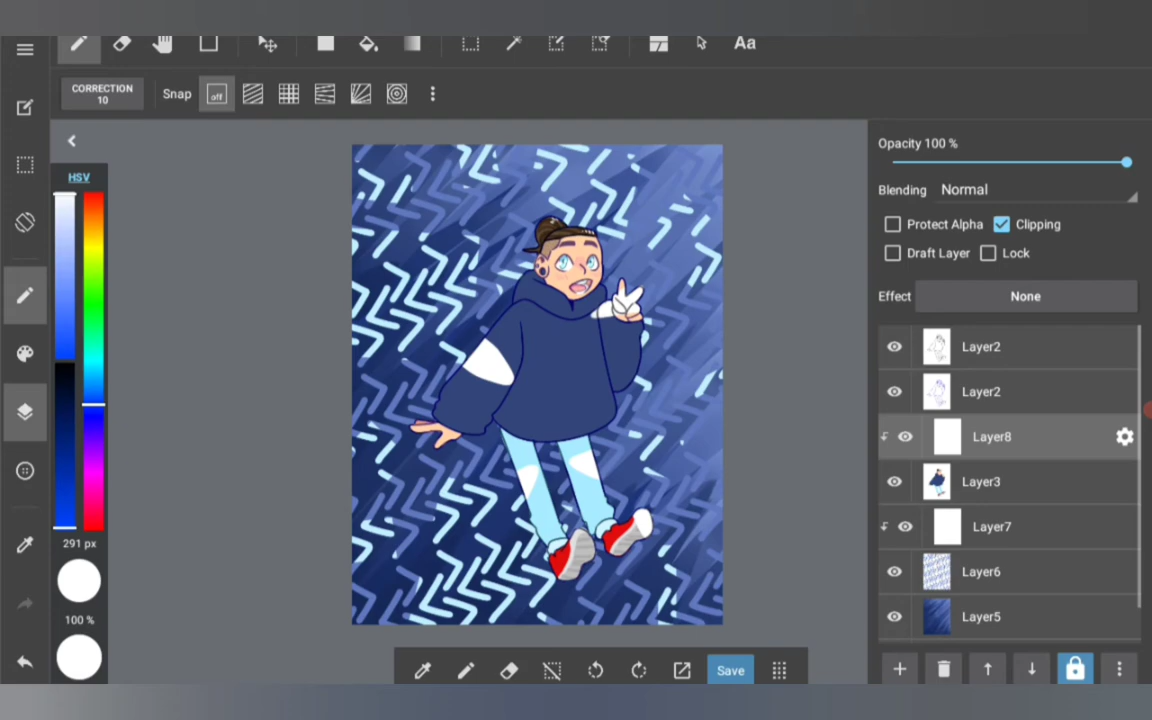 Aa
CORRECTION
10
Snap
off
HSV
291 px
100 %
Opacity 100 %
Blending Normal
Protect Alpha Clipping
Draft Layer Lock
Effect None
Layer2
Layer2
Layer8
Layer3
Layer7
Layer6
Layer5
Save